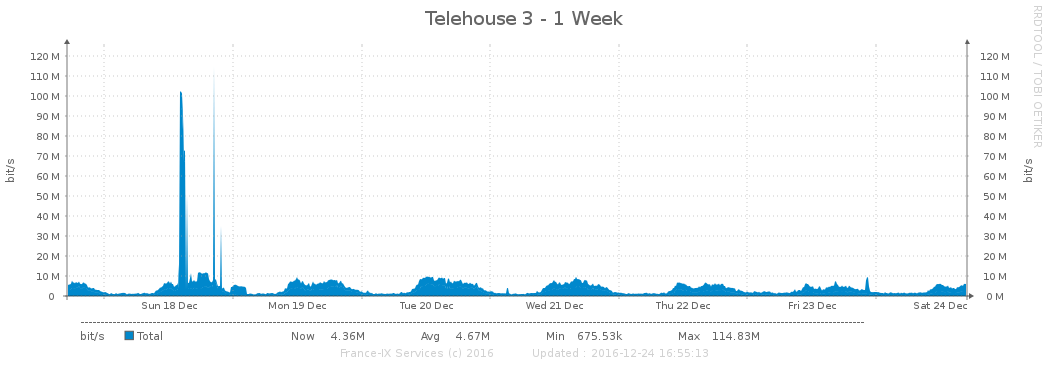 Telehouse 3 - 1 Week
RRDTOOL / TOBI OETIKER
bit/s
120 M 120 M
110 M 110 M
100 M 100 M
90 M 90 M
80 M 80 M
70 M 70 M
60 M 60 M
50 M 50 M
40 M 40 M
30 M 30 M
20 M 20 M
10 M 10 M
0 0 M
bit/s
Sun 18 Dec Mon 19 Dec Tue 20 Dec Wed 21 Dec Thu 22 Dec Fri 23 Dec Sat 24 Dec
bit/s Total Now 4.36M Avg 4.67M Min 675.53k Max 114.83M
France-IX Services (c) 2016 Updated : 2016-12-24 16:55:13